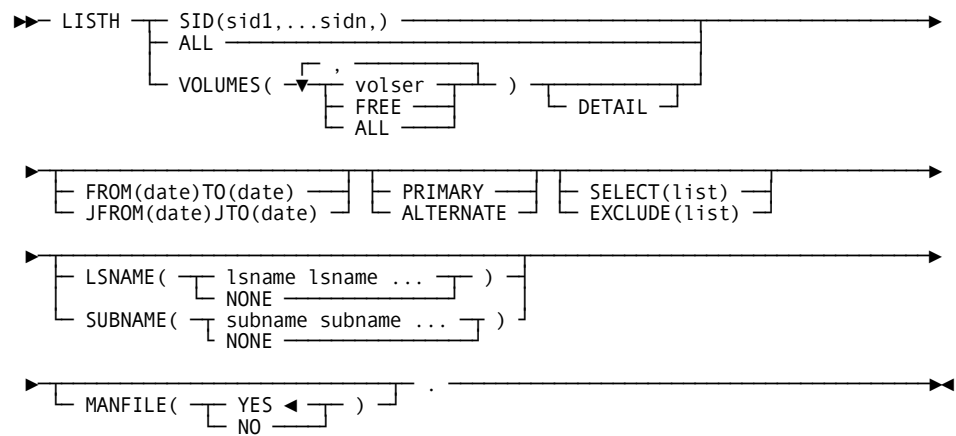 LISTH SID(sid1,...sidn,)
ALL
,
VOLUMES( volser )
FREE DETAIL
ALL
FROM(date)TO(date) PRIMARY SELECT(list)
JFROM(date)JTO(date) ALTERNATE EXCLUDE(list)
LSNAME( lsname lsname ... )
NONE
SUBNAME( subname subname ... )
NONE
.
MANFILE( YES )
NO